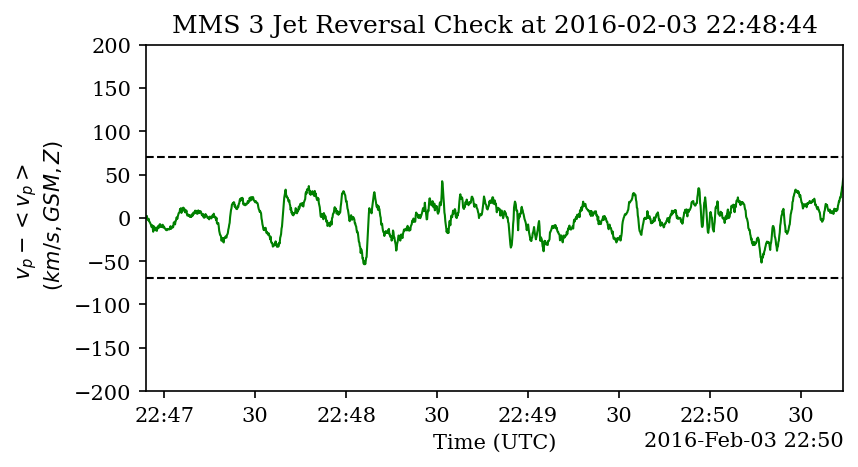 MMS 3 Jet Reversal Check at 2016-02-03 22:48:44
200
150
100
50
0
−50
−100
−150
−200
v_p − < v_p >
(km/s, GSM, Z)
22:47 30 22:48 30 22:49 30 22:50 30
Time (UTC)
2016-Feb-03 22:50